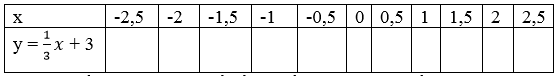 x -2,5 -2 -1,5 -1 -0,5 0 0,5 1 1,5 2 2,5
y = \frac{1}{3}x + 3